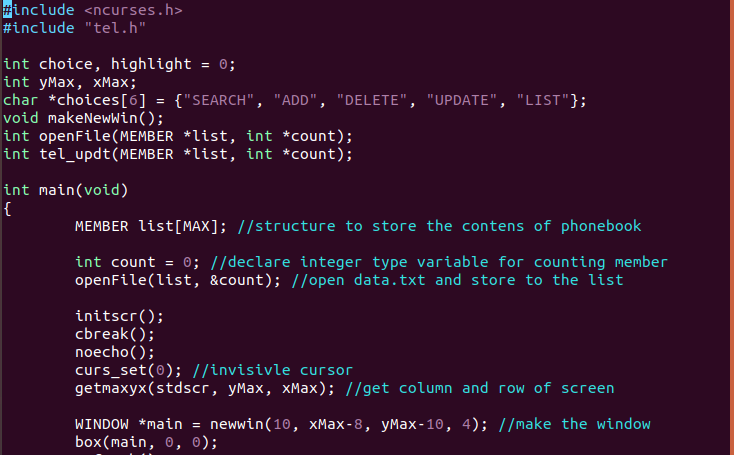 #include <ncurses.h>
#include "tel.h"

int choice, highlight = 0;
int yMax, xMax;
char *choices[6] = {"SEARCH", "ADD", "DELETE", "UPDATE", "LIST"};
void makeNewWin();
int openFile(MEMBER *list, int *count);
int tel_updt(MEMBER *list, int *count);

int main(void)
{
        MEMBER list[MAX]; //structure to store the contens of phonebook

        int count = 0; //declare integer type variable for counting member
        openFile(list, &count); //open data.txt and store to the list

        initscr();
        cbreak();
        noecho();
        curs_set(0); //invisivle cursor
        getmaxyx(stdscr, yMax, xMax); //get column and row of screen

        WINDOW *main = newwin(10, xMax-8, yMax-10, 4); //make the window
        box(main, 0, 0);